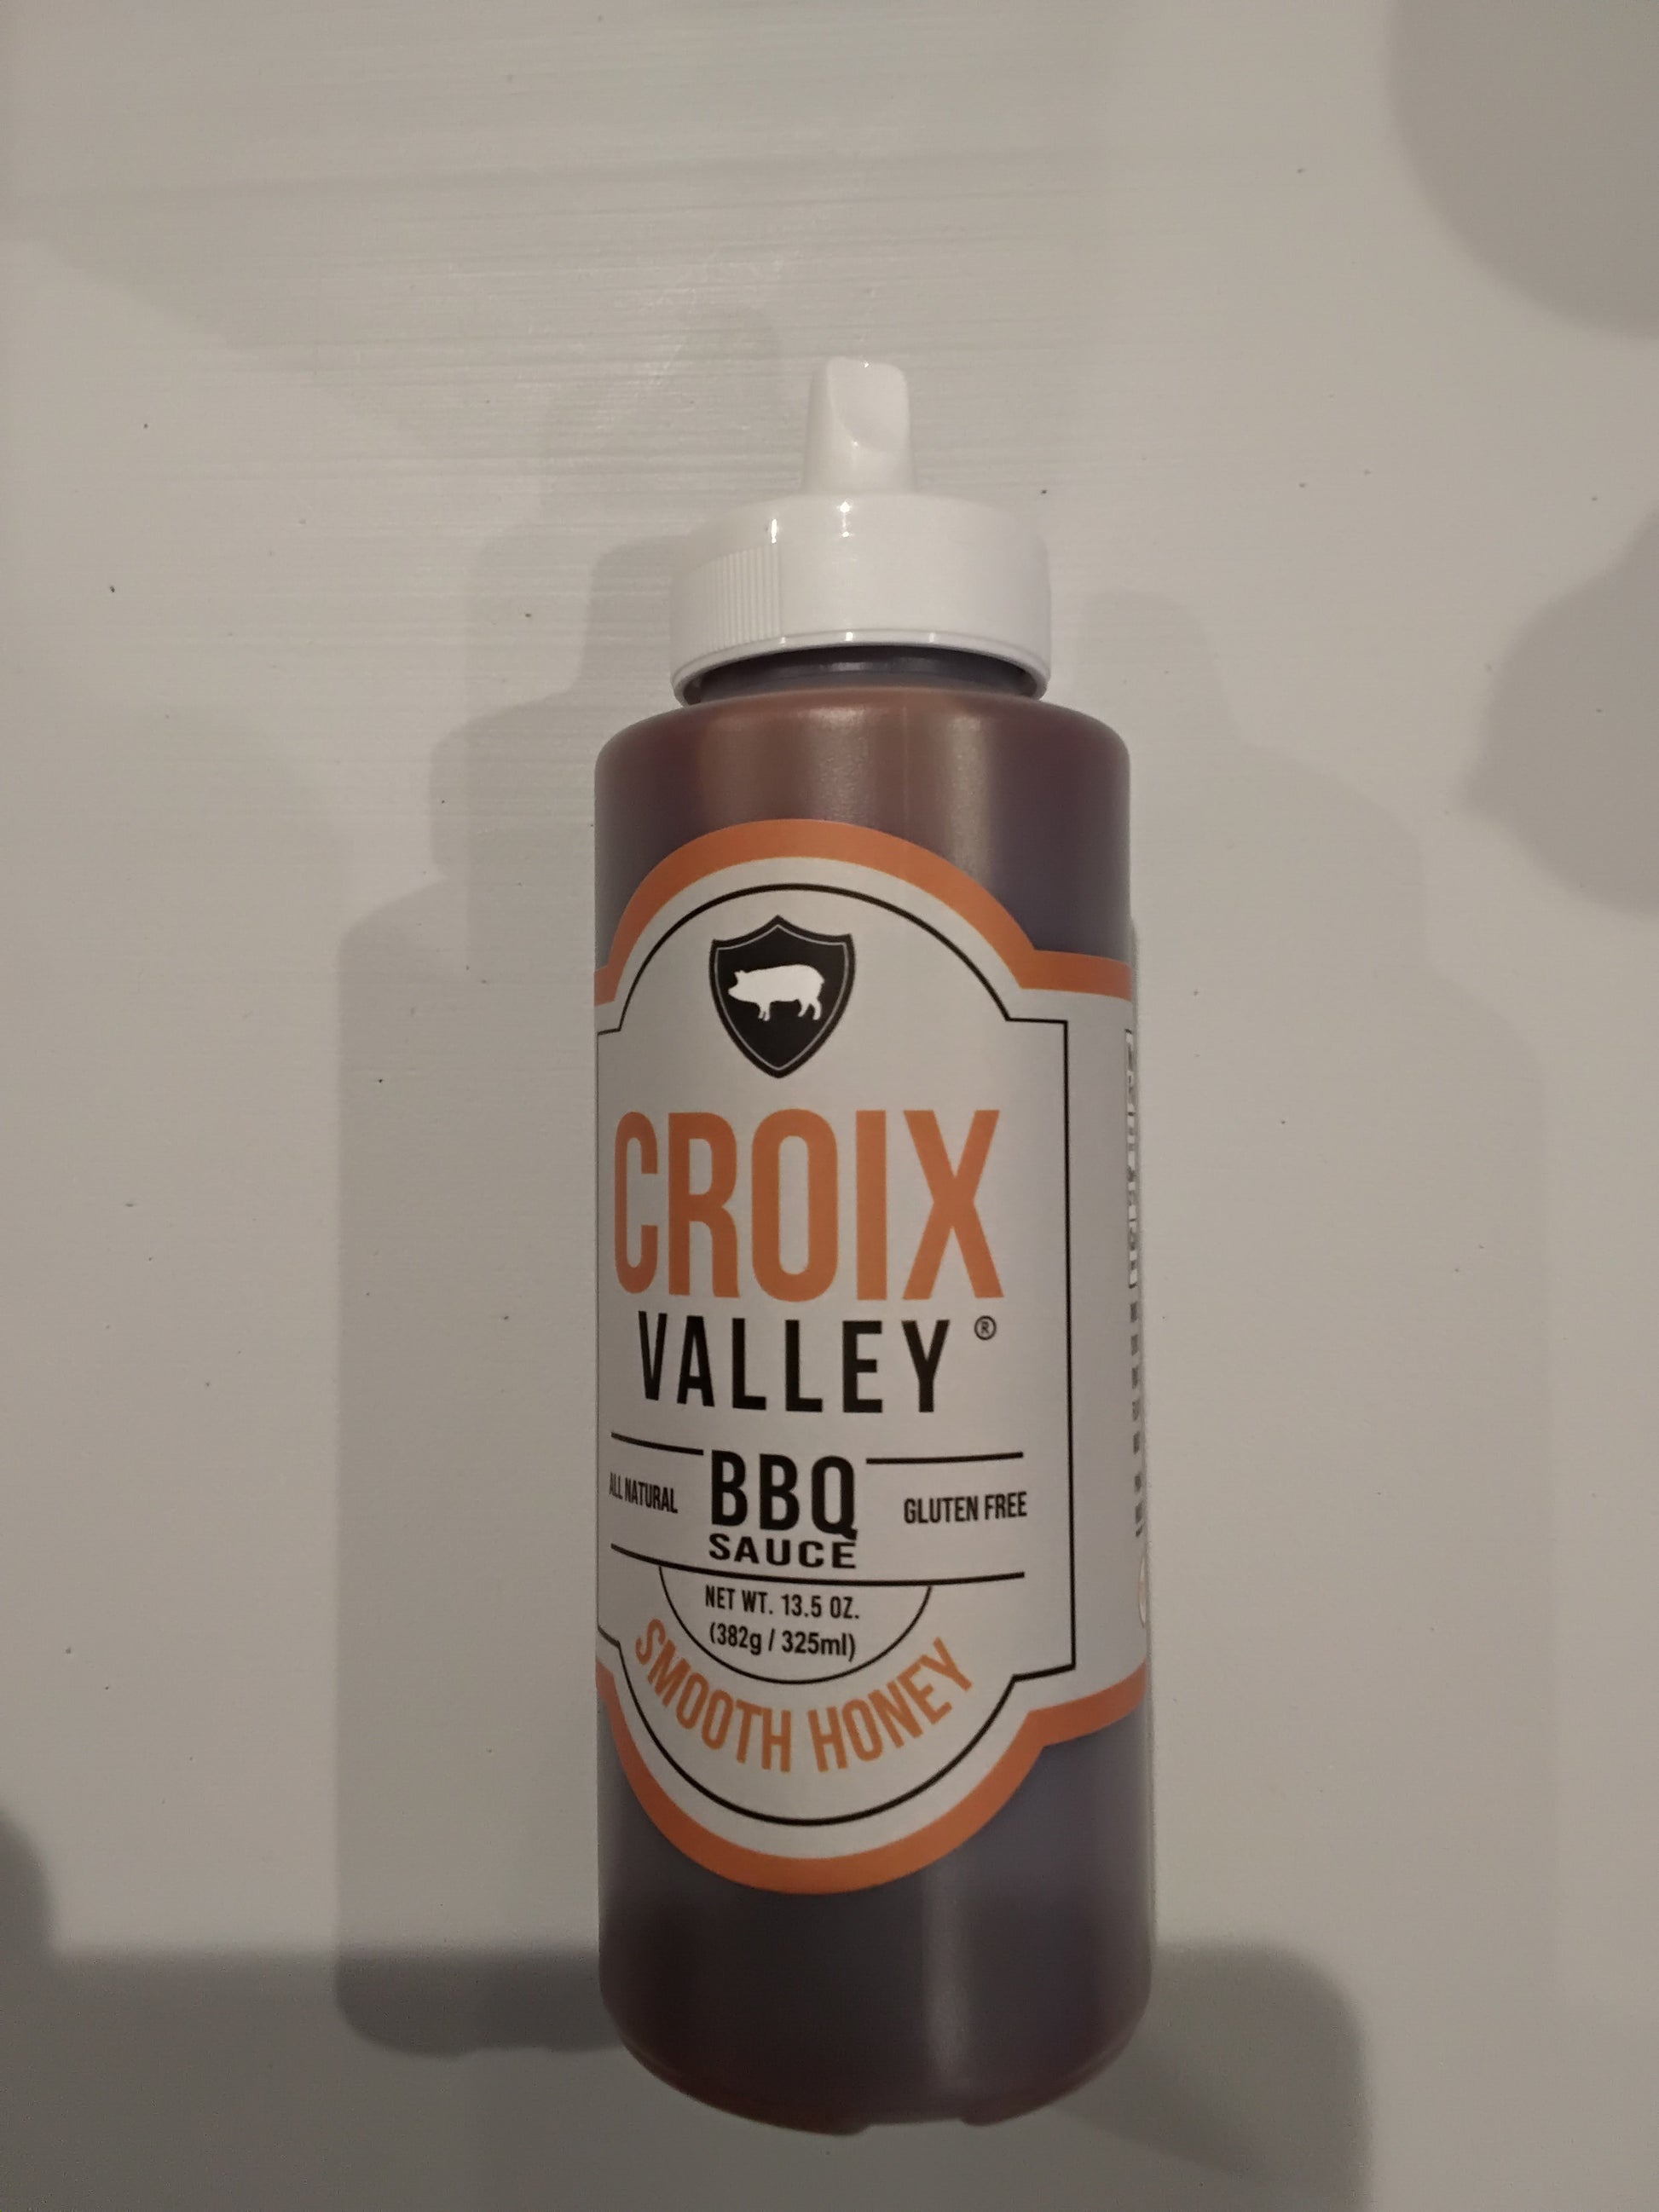 CROIX
VALLEY ®
ALL NATURAL BBQ GLUTEN FREE
SAUCE
NET WT. 13.5 OZ.
(382g / 325ml)
SMOOTH HONEY